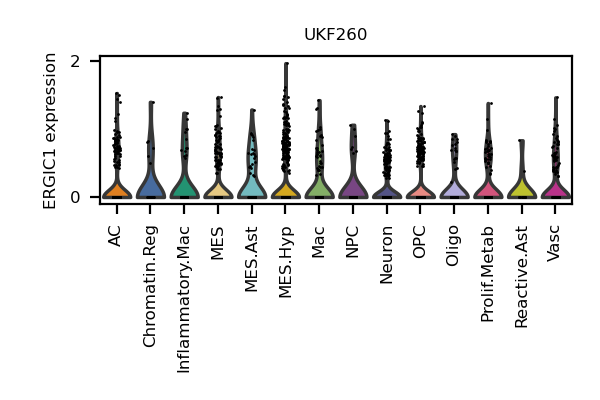 UKF260
ERGIC1 expression
2
0
AC
Chromatin.Reg
Inflammatory.Mac
MES
MES.Ast
MES.Hyp
Mac
NPC
Neuron
OPC
Oligo
Prolif.Metab
Reactive.Ast
Vasc